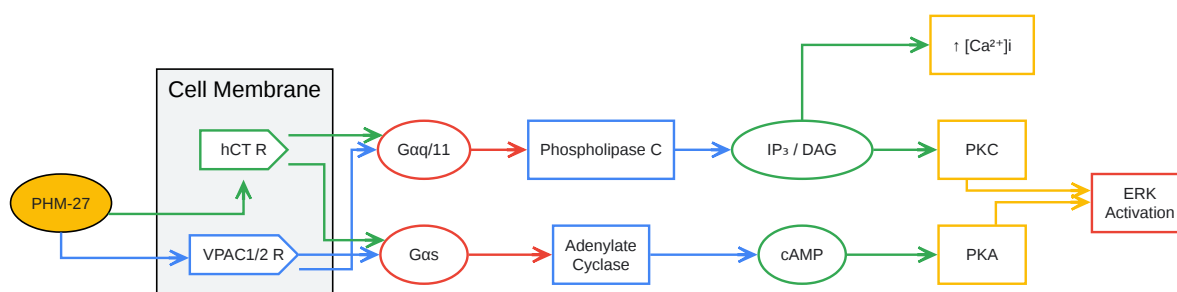 ↑ [Ca²⁺]i
Cell Membrane
hCT R
Gαq/11
Phospholipase C
IP₃ / DAG
PKC
PHM-27
ERK
Activation
VPAC1/2 R
Gαs
Adenylate
Cyclase
cAMP
PKA